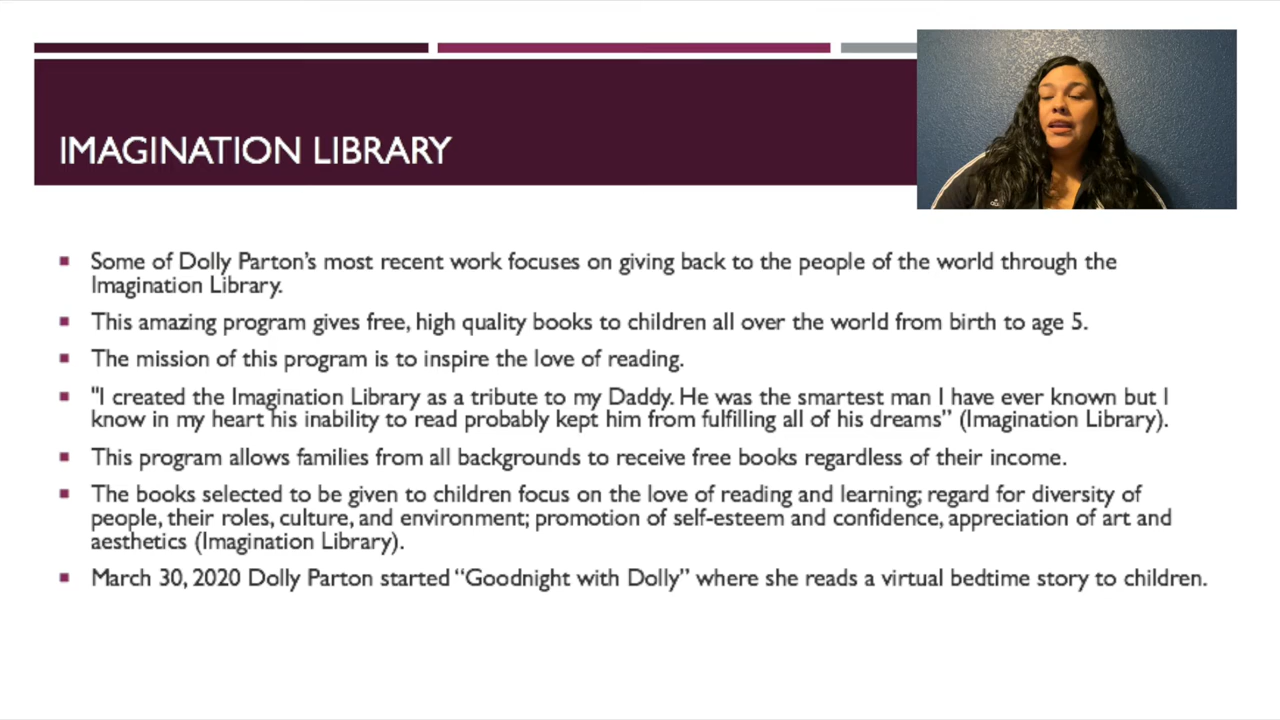 IMAGINATION LIBRARY
Some of Dolly Parton's most recent work focuses on giving back to the people of the world through the
Imagination Library.
This amazing program gives free, high quality books to children all over the world from birth to age 5.
The mission of this program is to inspire the love of reading.
"I created the Imagination Library as a tribute to my Daddy. He was the smartest man I have ever known but I
know in my heart his inability to read probably kept him from fulfilling all of his dreams” (Imagination Library).
This program allows families from all backgrounds to receive free books regardless of their income.
The books selected to be given to children focus on the love of reading and learning; regard for diversity of
people, their roles, culture, and environment; promotion of self-esteem and confidence, appreciation of art and
aesthetics (Imagination Library).
March 30, 2020 Dolly Parton started “Goodnight with Dolly” where she reads a virtual bedtime story to children.